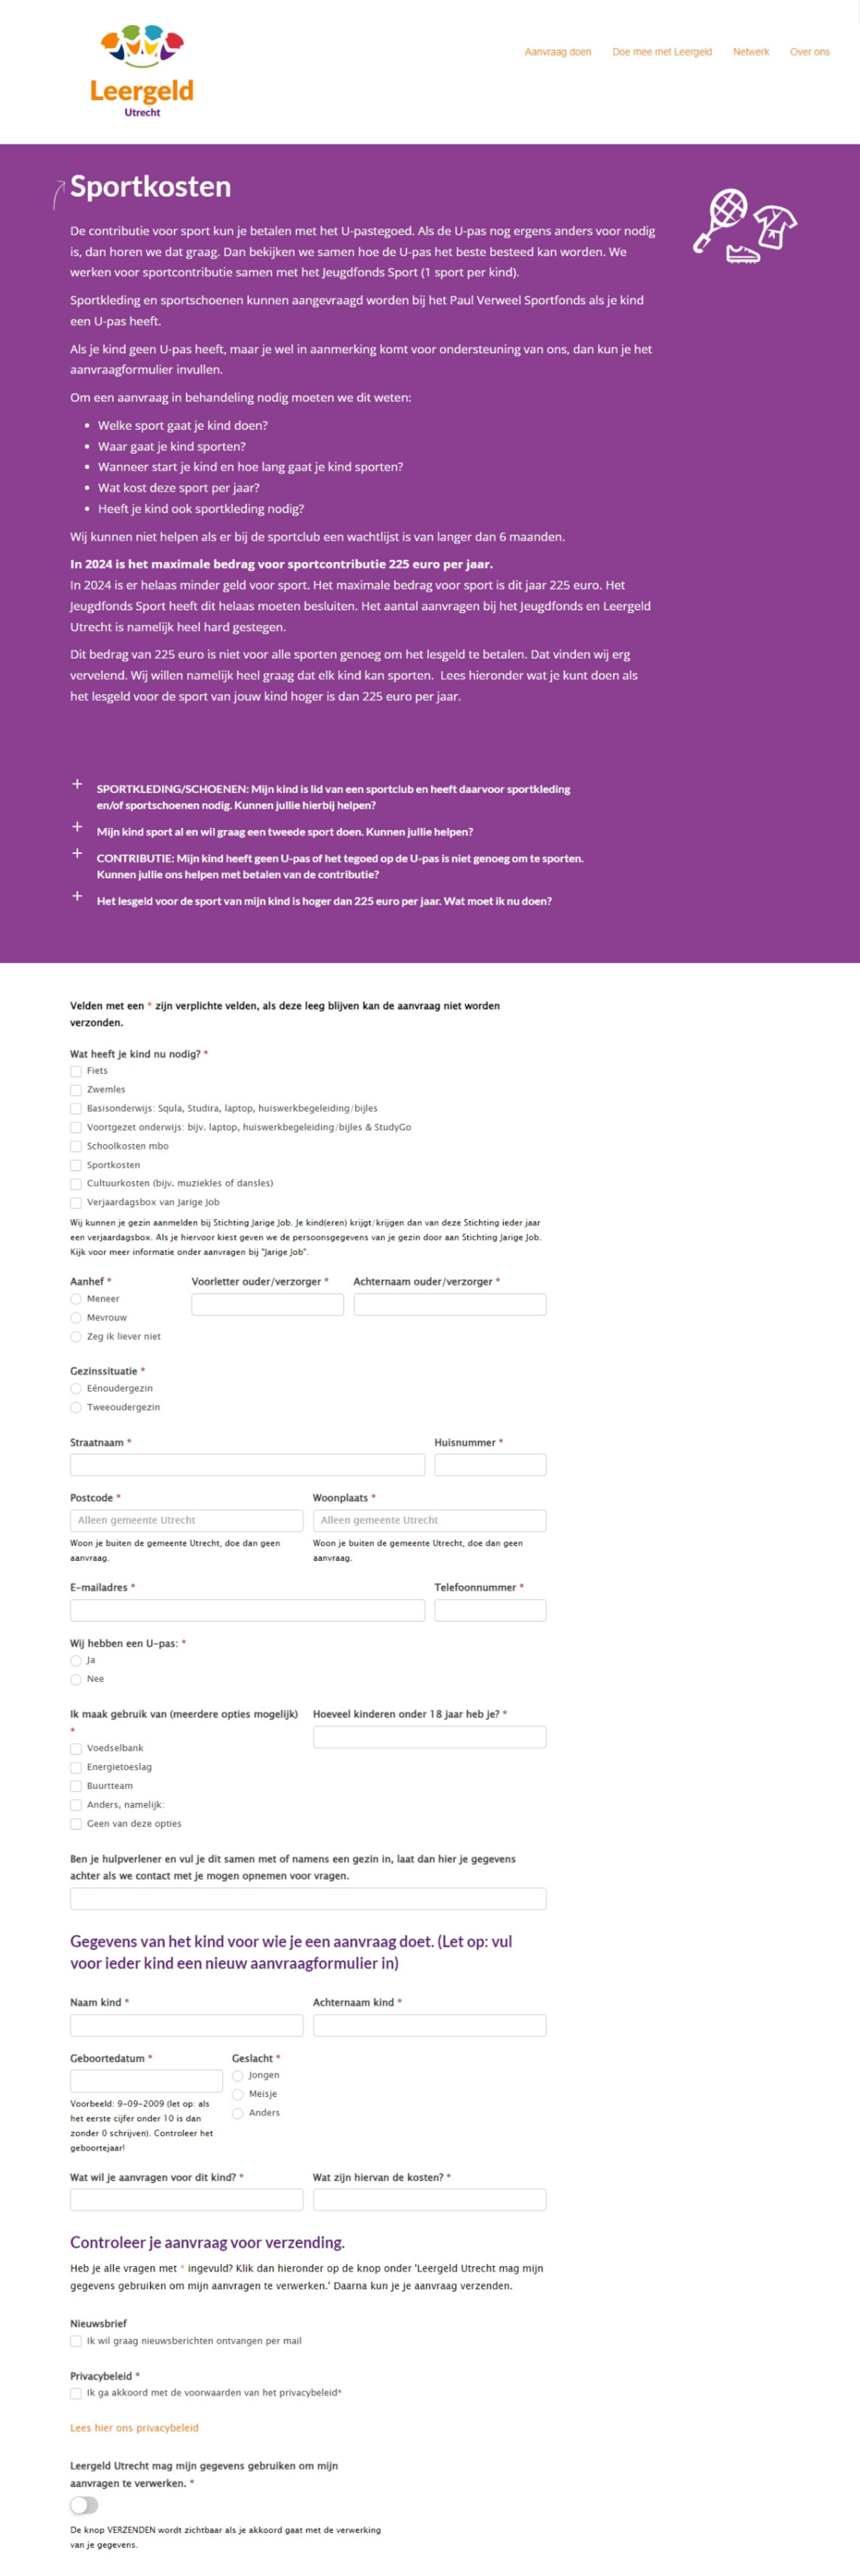 Leergeld
Utrecht
Aanvraag doen
Doe mee met Leergeld
Netwerk
Over ons
Sportkosten
De contributie voor sport kun je betalen met het U-pastegoed. Als de U-pas nog ergens anders voor nodig
is, dan horen we dat graag. Dan bekijken we samen hoe de U-pas het beste besteed kan worden. We
werken voor sportcontributie samen met het Jeugdfonds Sport (1 sport per kind).
Sportkleding en sportschoenen kunnen aangevraagd worden bij het Paul Verweel Sportfonds als je kind
een U-pas heeft.
Als je kind geen U-pas heeft, maar je wel in aanmerking komt voor ondersteuning van ons, dan kun je het
aanvraagformulier invullen.
Om een aanvraag in behandeling nodig moeten we dit weten:
• Welke sport gaat je kind doen?
• Waar gaat je kind sporten?
• Wanneer start je kind en hoe lang gaat je kind sporten?
• Wat kost deze sport per jaar?
• Heeft je kind ook sportkleding nodig?
Wij kunnen niet helpen als er bij de sportclub een wachtlijst is van langer dan 6 maanden.
In 2024 is het maximale bedrag voor sportcontributie 225 euro per jaar.
In 2024 is er helaas minder geld voor sport. Het maximale bedrag voor sport is dit jaar 225 euro. Het
Jeugdfonds Sport heeft dit helaas moeten besluiten. Het aantal aanvragen bij het Jeugdfonds en Leergeld
Utrecht is namelijk heel hard gestegen.
Dit bedrag van 225 euro is niet voor alle sporten genoeg om het lesgeld te betalen. Dat vinden wij erg
vervelend. Wij willen namelijk heel graag dat elk kind kan sporten. Lees hieronder wat je kunt doen als
het lesgeld voor de sport van jouw kind hoger is dan 225 euro per jaar.
+ SPORTKLEDING/SCHOENEN: Mijn kind is lid van een sportclub en heeft daarvoor sportkleding
en/of sportschoenen nodig. Kunnen jullie hierbij helpen?
+ Mijn kind sport al en wil graag een tweede sport doen. Kunnen jullie helpen?
+ CONTRIBUTIE: Mijn kind heeft geen U-pas of het tegoed op de U-pas is niet genoeg om te sporten.
Kunnen jullie ons helpen met betalen van de contributie?
+ Het lesgeld voor de sport van mijn kind is hoger dan 225 euro per jaar. Wat moet ik nu doen?
Velden met een * zijn verplichte velden, als deze leeg blijven kan de aanvraag niet worden
verzonden.
Wat heeft je kind nu nodig? *
Fiets
Zwemles
Basisonderwijs: Squla, Studira, laptop, huiswerkbegeleiding/bijles
Voortgezet onderwijs: bijv. laptop, huiswerkbegeleiding/bijles & StudyGo
Schoolkosten mbo
Sportkosten
Cultuurkosten (bijv. muziekles of dansles)
Verjaardagsbox van Jarige Job
Wij kunnen je gezin aanmelden bij Stichting Jarige Job. Je kind(eren) krijgt/krijgen dan van deze Stichting ieder jaar
een verjaardagsbox. Als je hiervoor kiest geven we de persoonsgegevens van je gezin door aan Stichting Jarige Job.
Kijk voor meer informatie onder aanvragen bij "Jarige Job".
Aanhef *
Meneer
Mevrouw
Zeg ik liever niet
Voorletter ouder/verzorger *
Achternaam ouder/verzorger *
Gezinssituatie *
Eénoudergezin
Tweeoudergezin
Straatnaam *
Huisnummer *
Postcode *
Alleen gemeente Utrecht
Woon je buiten de gemeente Utrecht, doe dan geen
aanvraag.
Woonplaats *
Alleen gemeente Utrecht
Woon je buiten de gemeente Utrecht, doe dan geen
aanvraag.
E-mailadres *
Telefoonnummer *
Wij hebben een U-pas: *
Ja
Nee
Ik maak gebruik van (meerdere opties mogelijk)
*
Voedselbank
Energietoeslag
Buurtteam
Anders, namelijk:
Geen van deze opties
Hoeveel kinderen onder 18 jaar heb je? *
Ben je hulpverlener en vul je dit samen met of namens een gezin in, laat dan hier je gegevens
achter als we contact met je mogen opnemen voor vragen.
Gegevens van het kind voor wie je een aanvraag doet. (Let op: vul
voor ieder kind een nieuw aanvraagformulier in)
Naam kind *
Achternaam kind *
Geboortedatum *
Voorbeeld: 9-09-2009 (let op: als
het eerste cijfer onder 10 is dan
zonder 0 schrijven). Controleer het
geboortejaar!
Geslacht *
Jongen
Meisje
Anders
Wat wil je aanvragen voor dit kind? *
Wat zijn hiervan de kosten? *
Controleer je aanvraag voor verzending.
Heb je alle vragen met * ingevuld? Klik dan hieronder op de knop onder 'Leergeld Utrecht mag mijn
gegevens gebruiken om mijn aanvragen te verwerken.' Daarna kun je je aanvraag verzenden.
Nieuwsbrief
Ik wil graag nieuwsberichten ontvangen per mail
Privacybeleid *
Ik ga akkoord met de voorwaarden van het privacybeleid*
Lees hier ons privacybeleid
Leergeld Utrecht mag mijn gegevens gebruiken om mijn
aanvragen te verwerken. *
De knop VERZENDEN wordt zichtbaar als je akkoord gaat met de verwerking
van je gegevens.